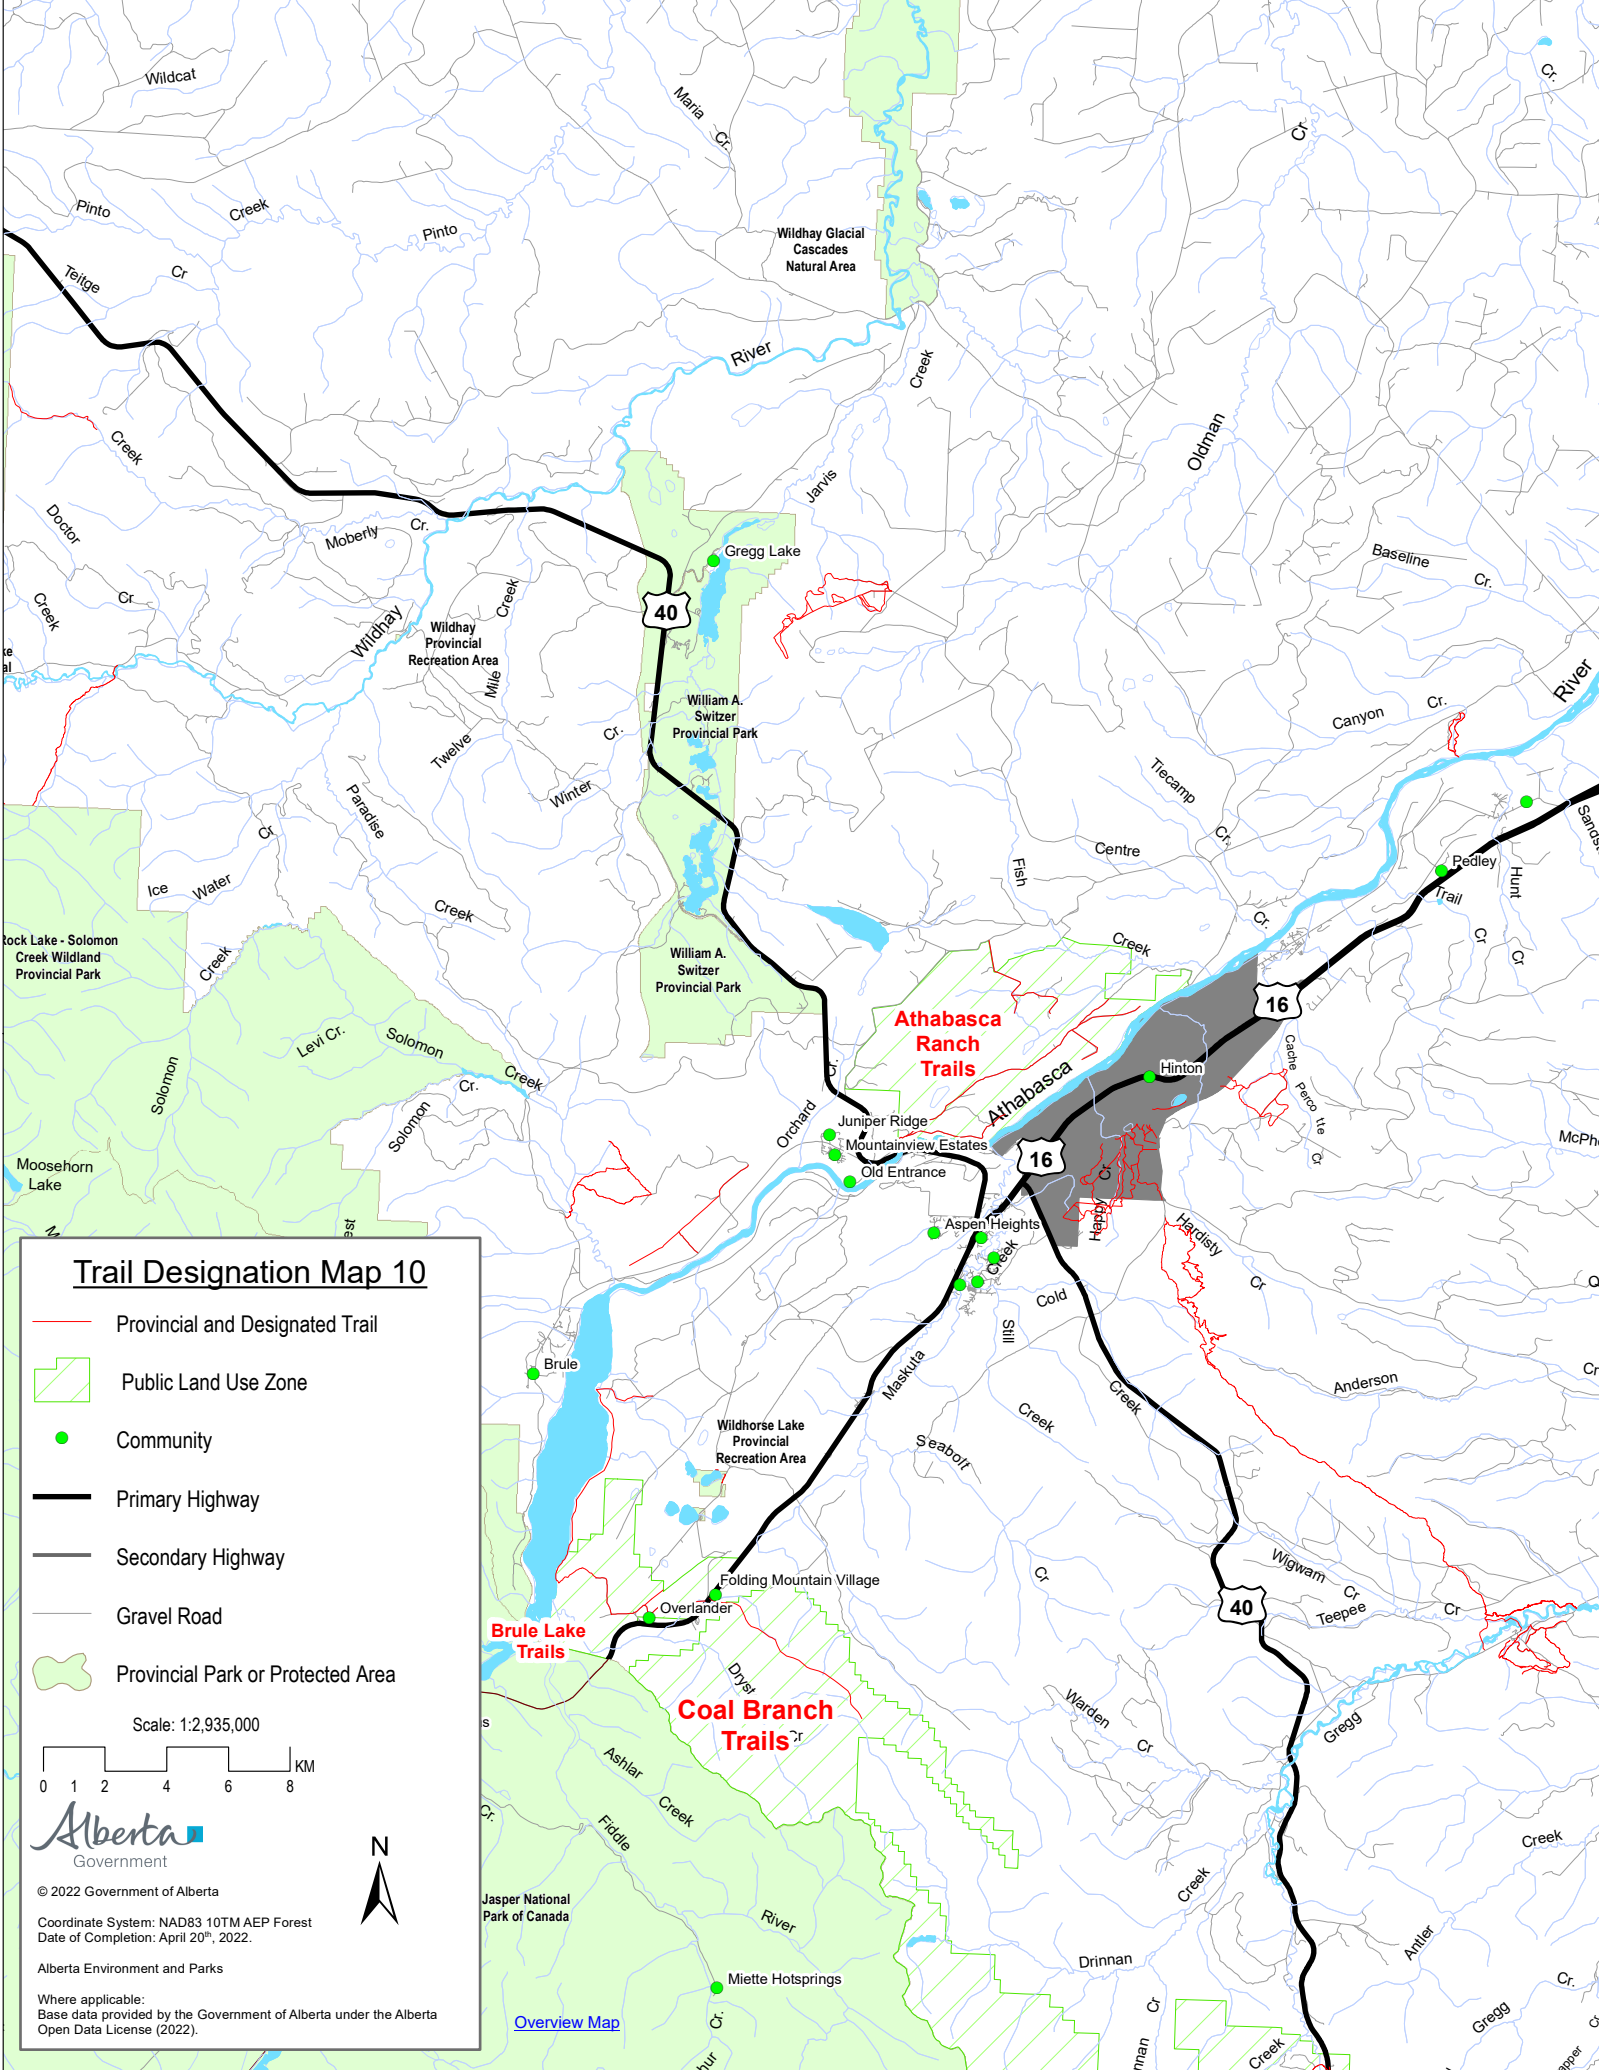 Wildcat
Maria
Cr.
Cr.
Cr.
Pinto
Creek
Pinto
Teitge
Cr
Wildhay Glacial
Cascades
Natural Area
River
Creek
Oldman
Creek
Jarvis
Doctor
Cr.
Creek
Moberly
Cr.
Gregg Lake
Baseline
Cr.
40
Creek
Mile
Twelve
Wildhay
Wildhay
Provincial
Recreation Area
River
William A.
Switzer
Provincial Park
Cr.
Winter
Canyon
Cr.
Tiecamp
Cr.
Paradise
Cr
Ice
Water
Creek
Creek
Fish
Centre
Cr.
Creek
Pedley
Trail
Cr
Hunt
Cr
Rock Lake - Solomon
Creek Wildland
Provincial Park
William A.
Switzer
Provincial Park
16
Athabasca
Ranch
Trails
Levi Cr.
Solomon
Creek
Solomon
Cr.
Solomon
Cr.
Orchard
Athabasca
Hinton
Cache
Perco
tte
Cr
Juniper Ridge
Mountainview Estates
Old Entrance
16
Moosehorn
Lake
Happy
Cr
Hardisty
Cr
Aspen Heights
Creek
Cold
Still
Creek
Maskuta
Brule
Anderson
Creek
Seabolt
Wildhorse Lake
Provincial
Recreation Area
Folding Mountain Village
Overlander
Brule Lake
Trails
Cr
Wigwam
Cr
Teepee
Cr
40
Coal Branch
Trails
Dryst
Cr
Warden
Cr
Gregg
Ashlar
Creek
Fiddle
River
Cr.
Creek
Creek
Antler
Jasper National
Park of Canada
Drinnan
Cr
Cr.
Gregg
Creek
Miette Hotsprings
Cr.
Overview Map
Trail Designation Map 10
Provincial and Designated Trail
Public Land Use Zone
Community
Primary Highway
Secondary Highway
Gravel Road
Provincial Park or Protected Area
Scale: 1:2,935,000
KM
0 1 2 4 6 8
Alberta
Government
N
© 2022 Government of Alberta
Coordinate System: NAD83 10TM AEP Forest
Date of Completion: April 20th, 2022.
Alberta Environment and Parks
Where applicable:
Base data provided by the Government of Alberta under the Alberta
Open Data License (2022).